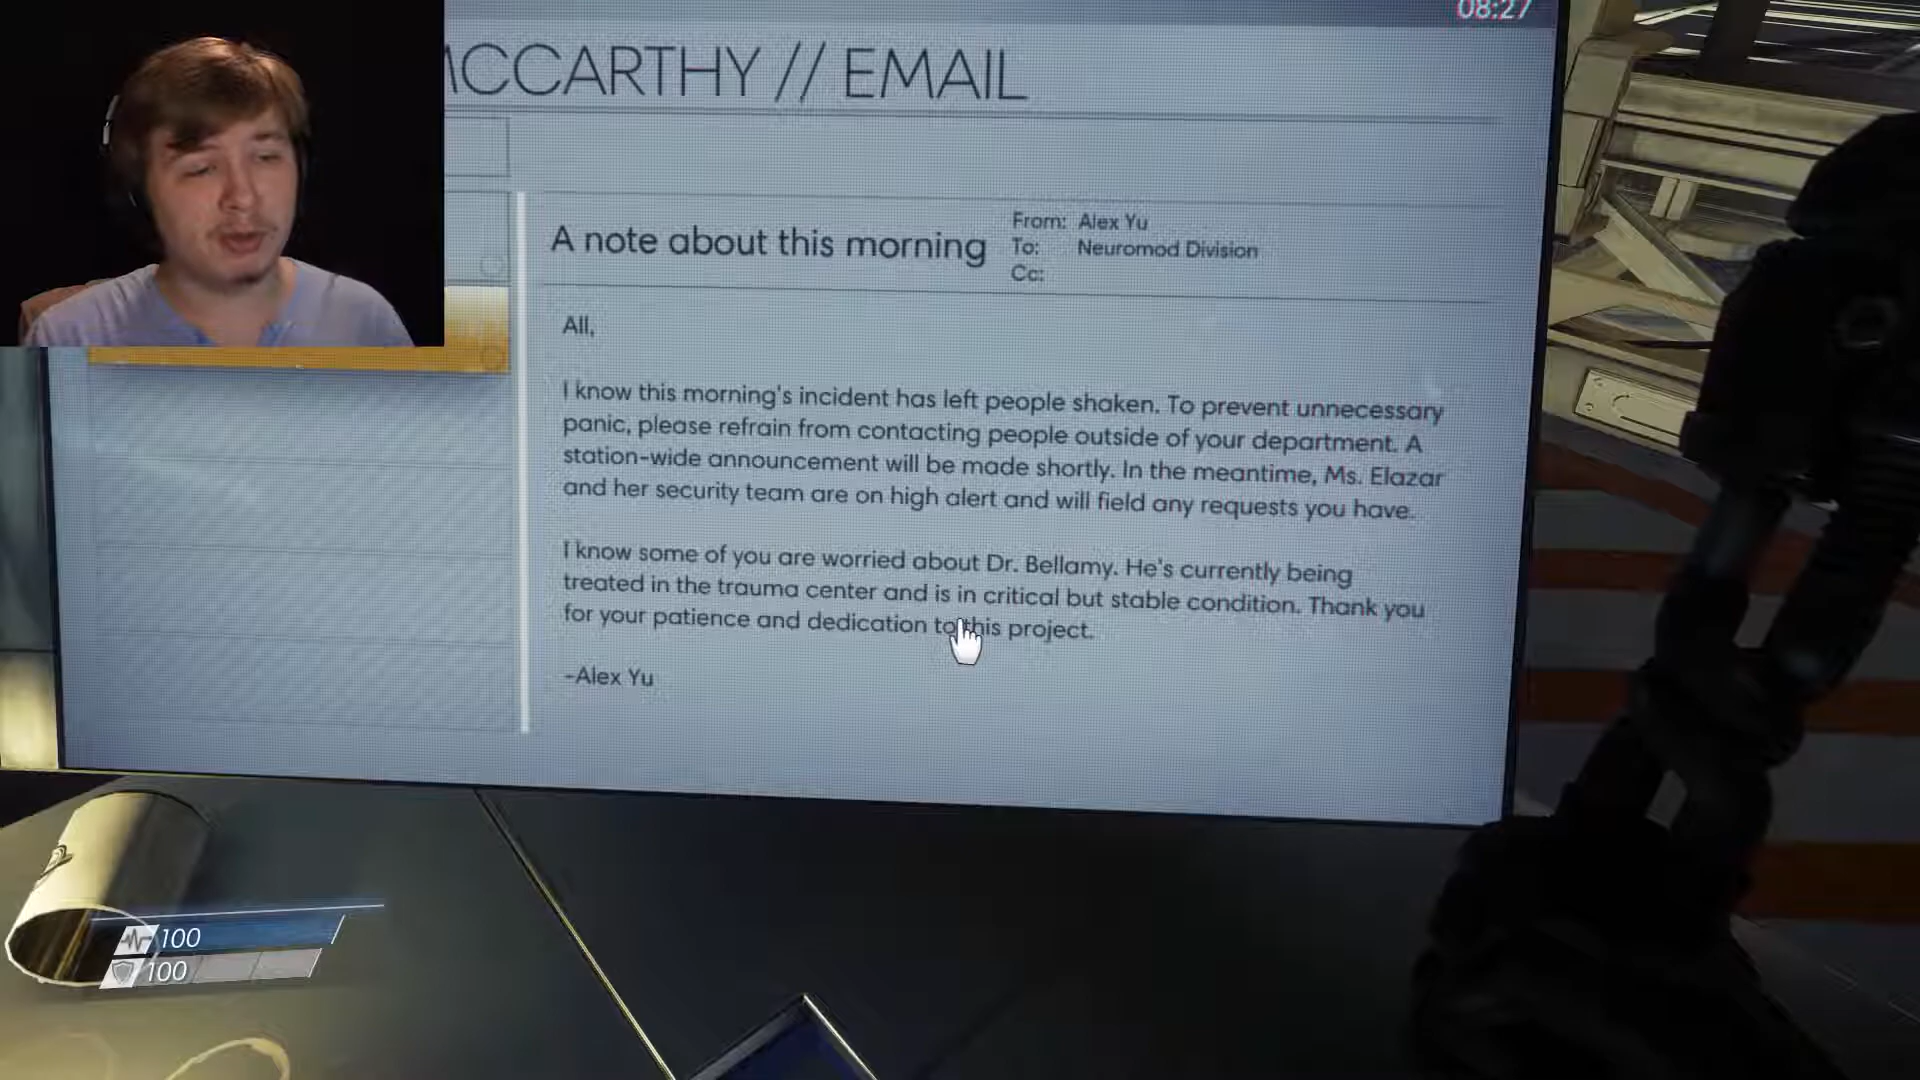 08:27
CCARTHY // EMAIL
A note about this morning
From: Alex Yu
To: Neuromod Division
Cc:
All,
I know this morning's incident has left people shaken. To prevent unnecessary
panic, please refrain from contacting people outside of your department. A
station-wide announcement will be made shortly. In the meantime, Ms. Elazar
and her security team are on high alert and will field any requests you have.
I know some of you are worried about Dr. Bellamy. He's currently being
treated in the trauma center and is in critical but stable condition. Thank you
for your patience and dedication to this project.
-Alex Yu
100
100